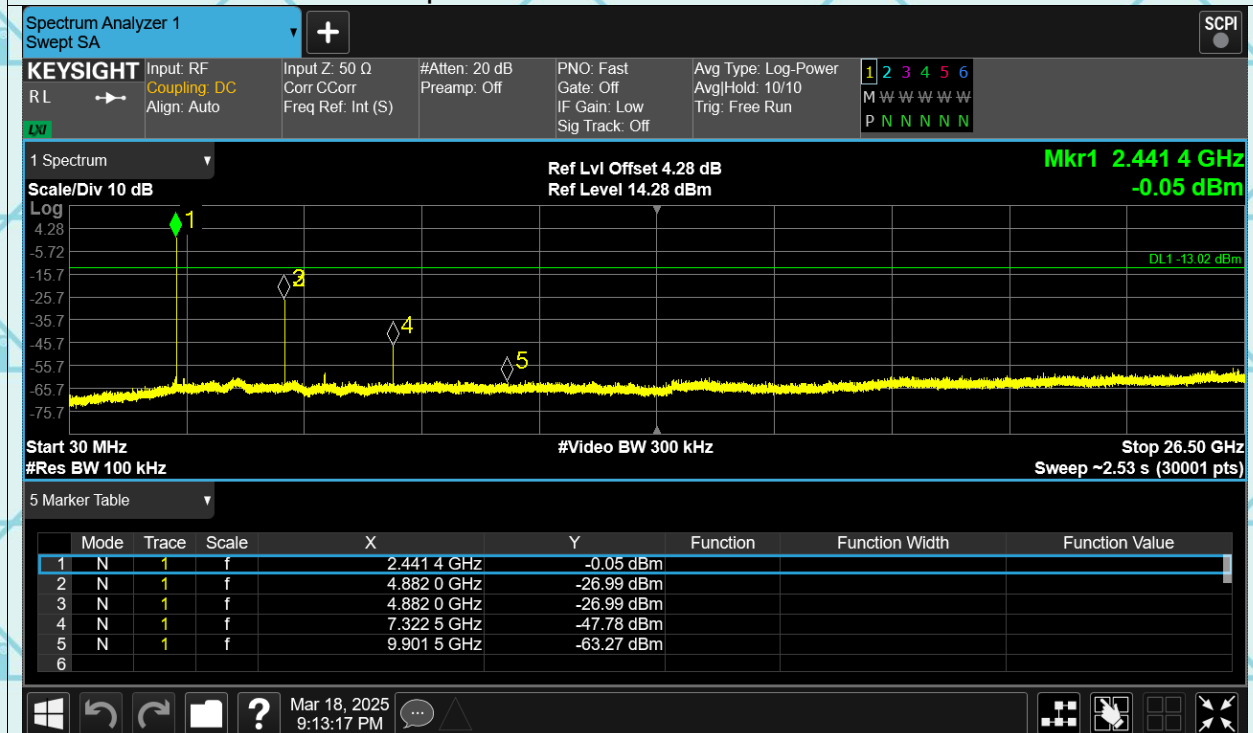 Spectrum Analyzer 1
Swept SA
+
SCPI
KEYSIGHT Input: RF Input Z: 50 Ω #Atten: 20 dB PNO: Fast Avg Type: Log-Power 1 2 3 4 5 6
RL Coupling: DC Corr CCorr Preamp: Off Gate: Off Avg|Hold: 10/10 M W W W W W
Align: Auto Freq Ref: Int (S) IF Gain: Low Trig: Free Run P N N N N N
LXI Sig Track: Off
1 Spectrum Ref Lvl Offset 4.28 dB Mkr1 2.441 4 GHz
Scale/Div 10 dB Ref Level 14.28 dBm -0.05 dBm
Log
1
4.28
-5.72
DL1 -13.02 dBm
-15.7
-25.7
-35.7
4
-45.7
-55.7
5
-65.7
-75.7
Start 30 MHz #Video BW 300 kHz Stop 26.50 GHz
#Res BW 100 kHz Sweep ~2.53 s (30001 pts)
5 Marker Table
Mode Trace Scale X Y Function Function Width Function Value
1 N 1 f 2.441 4 GHz -0.05 dBm
2 N 1 f 4.882 0 GHz -26.99 dBm
3 N 1 f 4.882 0 GHz -26.99 dBm
4 N 1 f 7.322 5 GHz -47.78 dBm
5 N 1 f 9.901 5 GHz -63.27 dBm
6
? Mar 18, 2025
9:13:17 PM